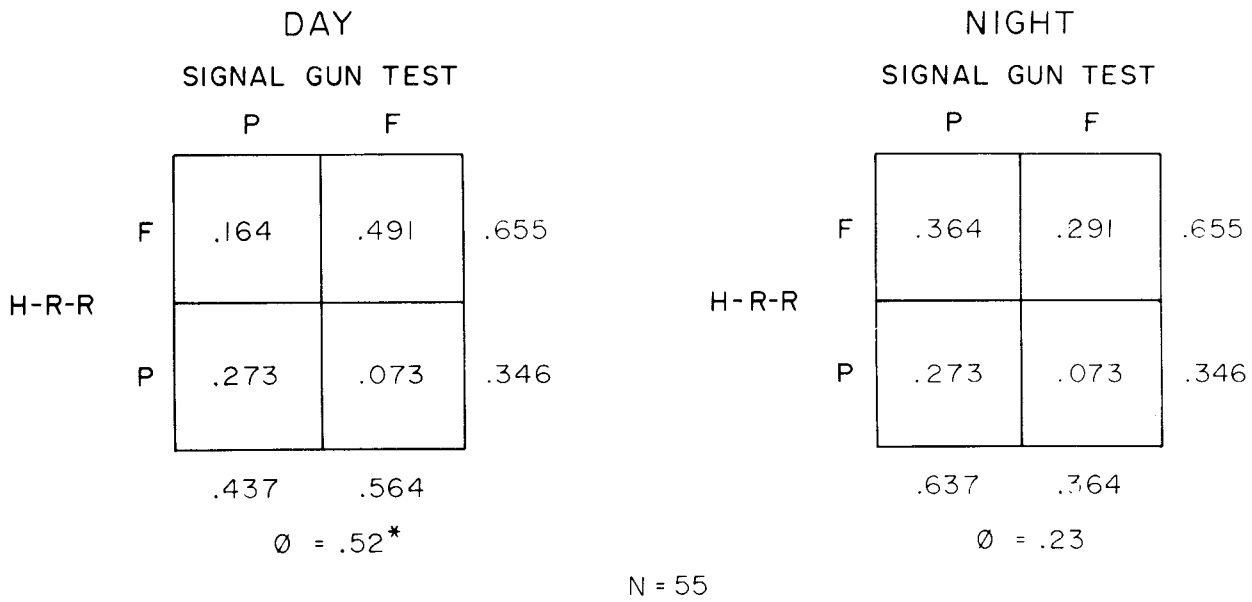 DAY NIGHT
SIGNAL GUN TEST SIGNAL GUN TEST
P F P F
F .164 .491 .655 F .364 .291 .655
H-R-R H-R-R
P .273 .073 .346 P .273 .073 .346
.437 .564 .637 .364
Ø = .52* Ø = .23
N = 55